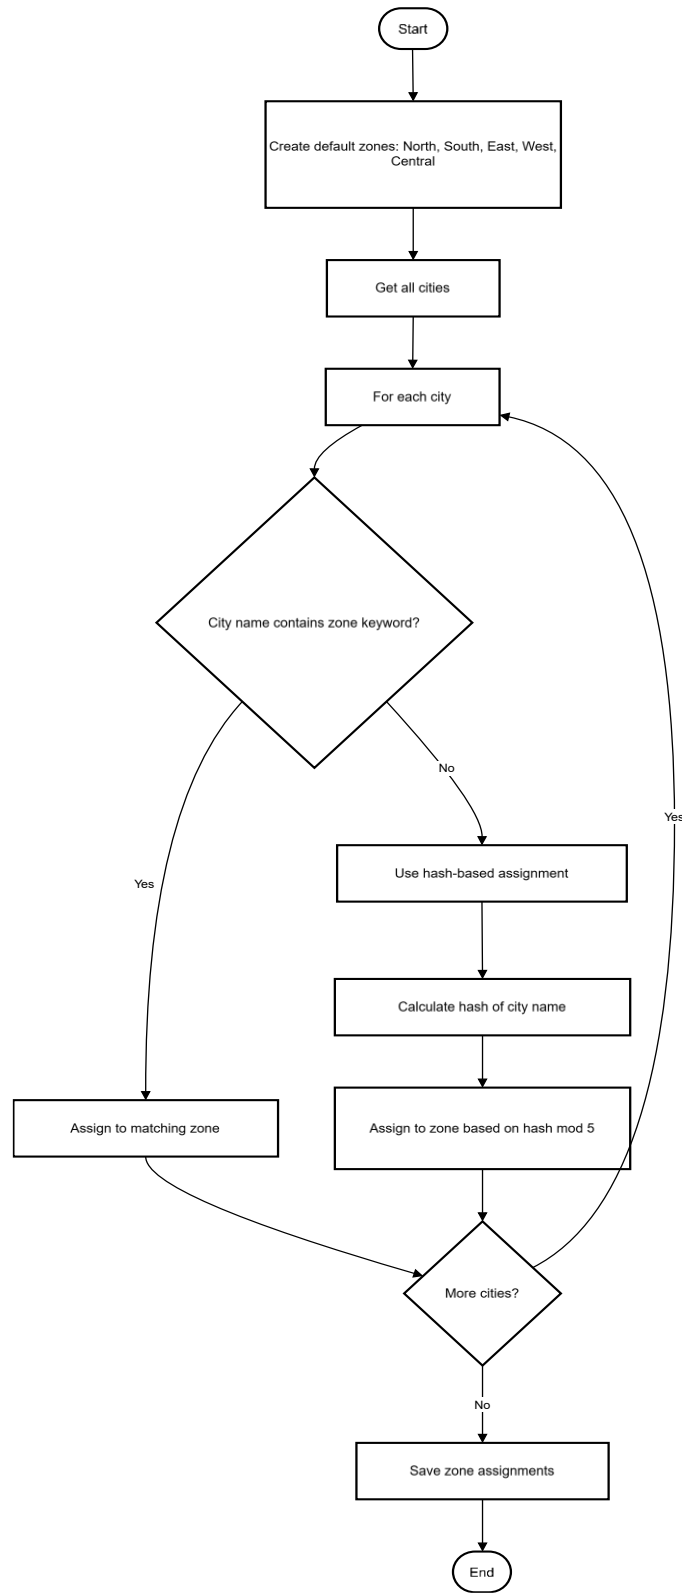 Start
Create default zones: North, South, East, West,
Central
Get all cities
For each city
City name contains zone keyword?
No
Yes
Use hash-based assignment
Yes
Calculate hash of city name
Assign to matching zone
Assign to zone based on hash mod 5
More cities?
No
Save zone assignments
End